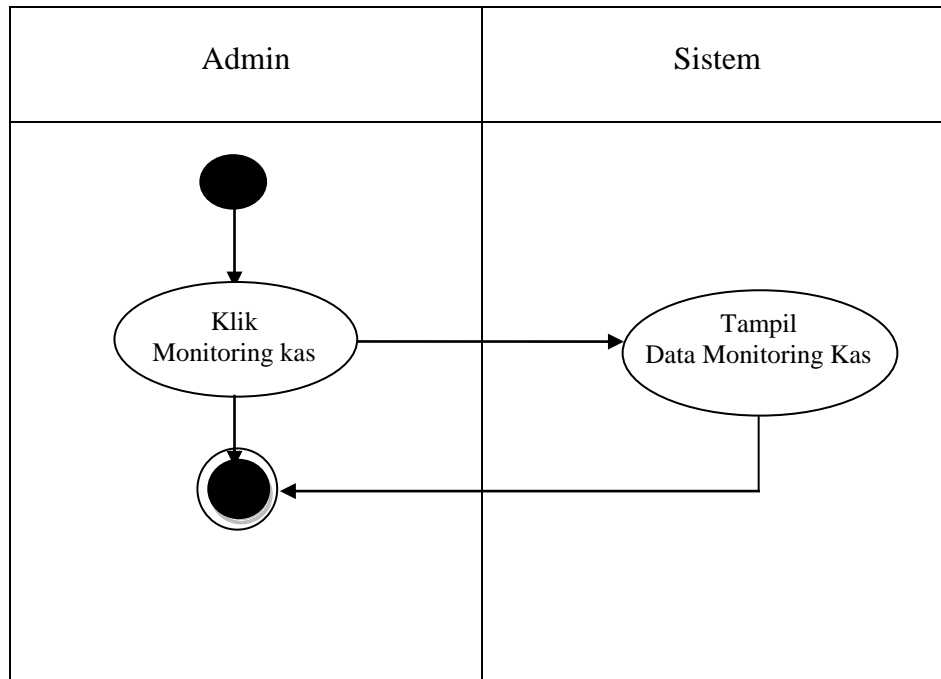 Admin
Sistem
Klik
Monitoring kas
Tampil
Data Monitoring Kas